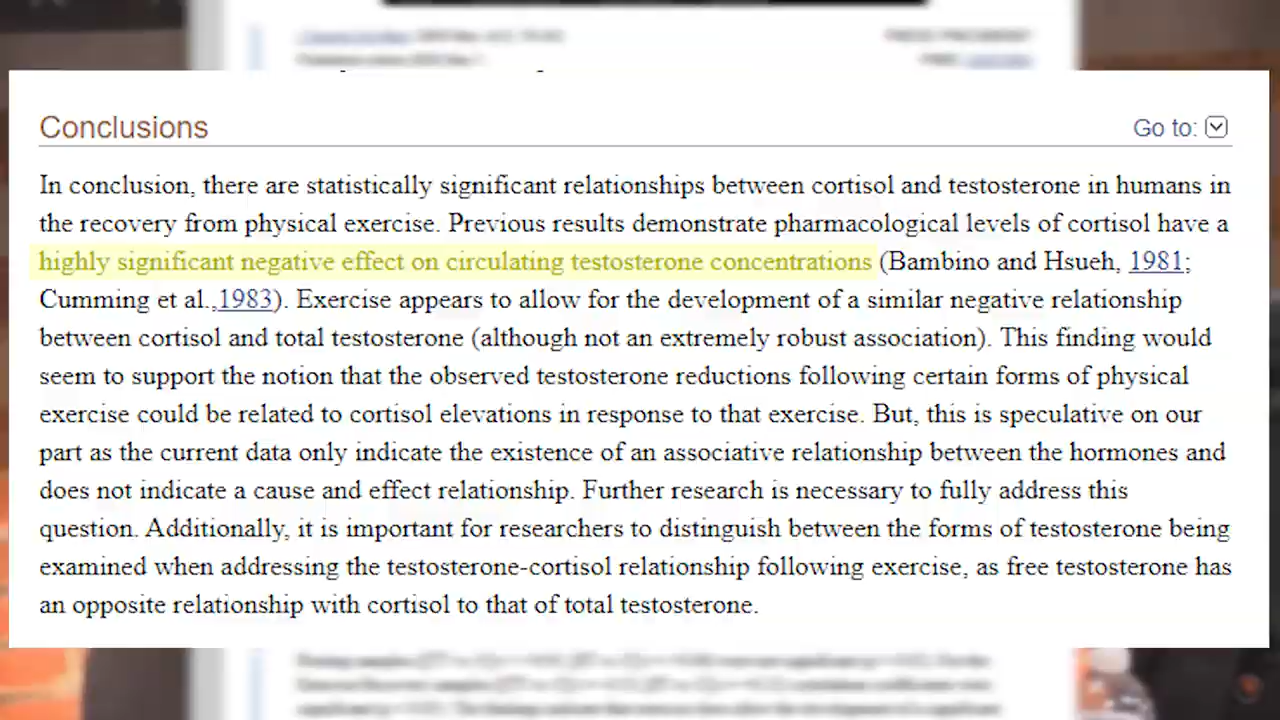 Conclusions
Go to:
In conclusion, there are statistically significant relationships between cortisol and testosterone in humans in
the recovery from physical exercise. Previous results demonstrate pharmacological levels of cortisol have a
highly significant negative effect on circulating testosterone concentrations (Bambino and Hsueh, 1981;
Cumming et al.,1983). Exercise appears to allow for the development of a similar negative relationship
between cortisol and total testosterone (although not an extremely robust association). This finding would
seem to support the notion that the observed testosterone reductions following certain forms of physical
exercise could be related to cortisol elevations in response to that exercise. But, this is speculative on our
part as the current data only indicate the existence of an associative relationship between the hormones and
does not indicate a cause and effect relationship. Further research is necessary to fully address this
question. Additionally, it is important for researchers to distinguish between the forms of testosterone being
examined when addressing the testosterone-cortisol relationship following exercise, as free testosterone has
an opposite relationship with cortisol to that of total testosterone.